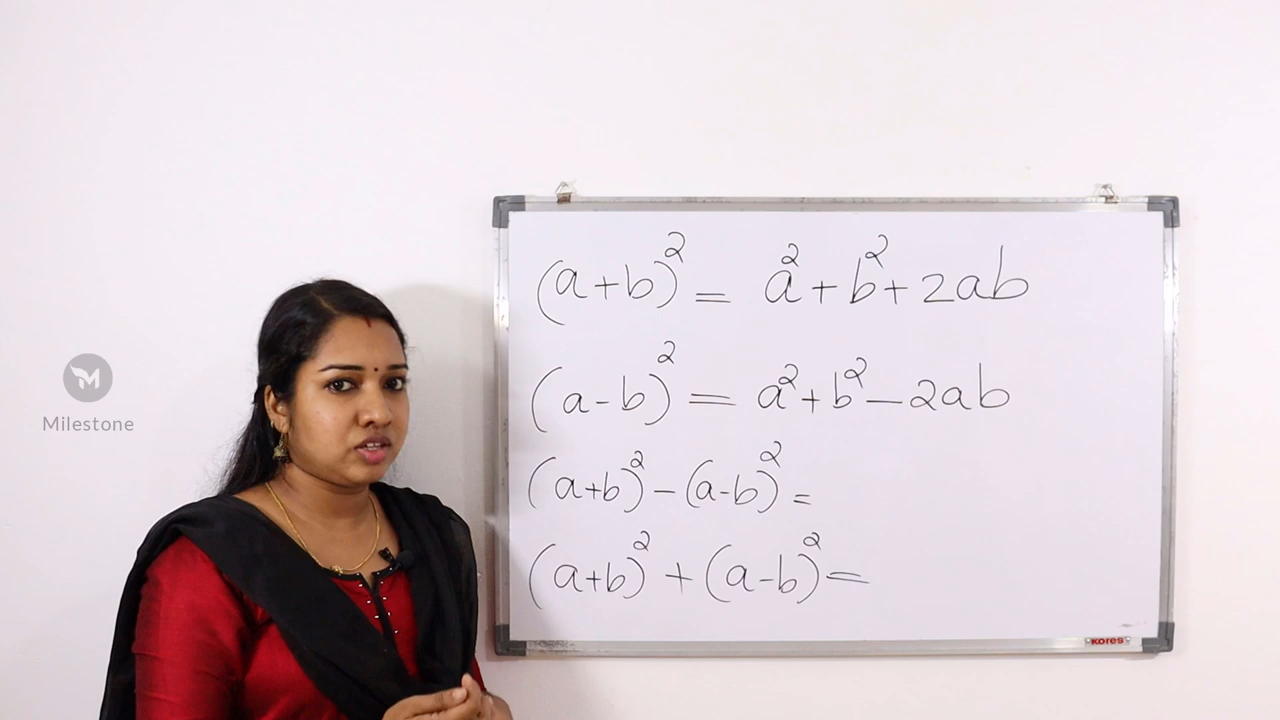 Milestone
(a+b)² = a²+b²+2ab
(a-b)² = a²+b²-2ab
(a+b)²-(a-b)² =
(a+b)²+(a-b)² =
KORES